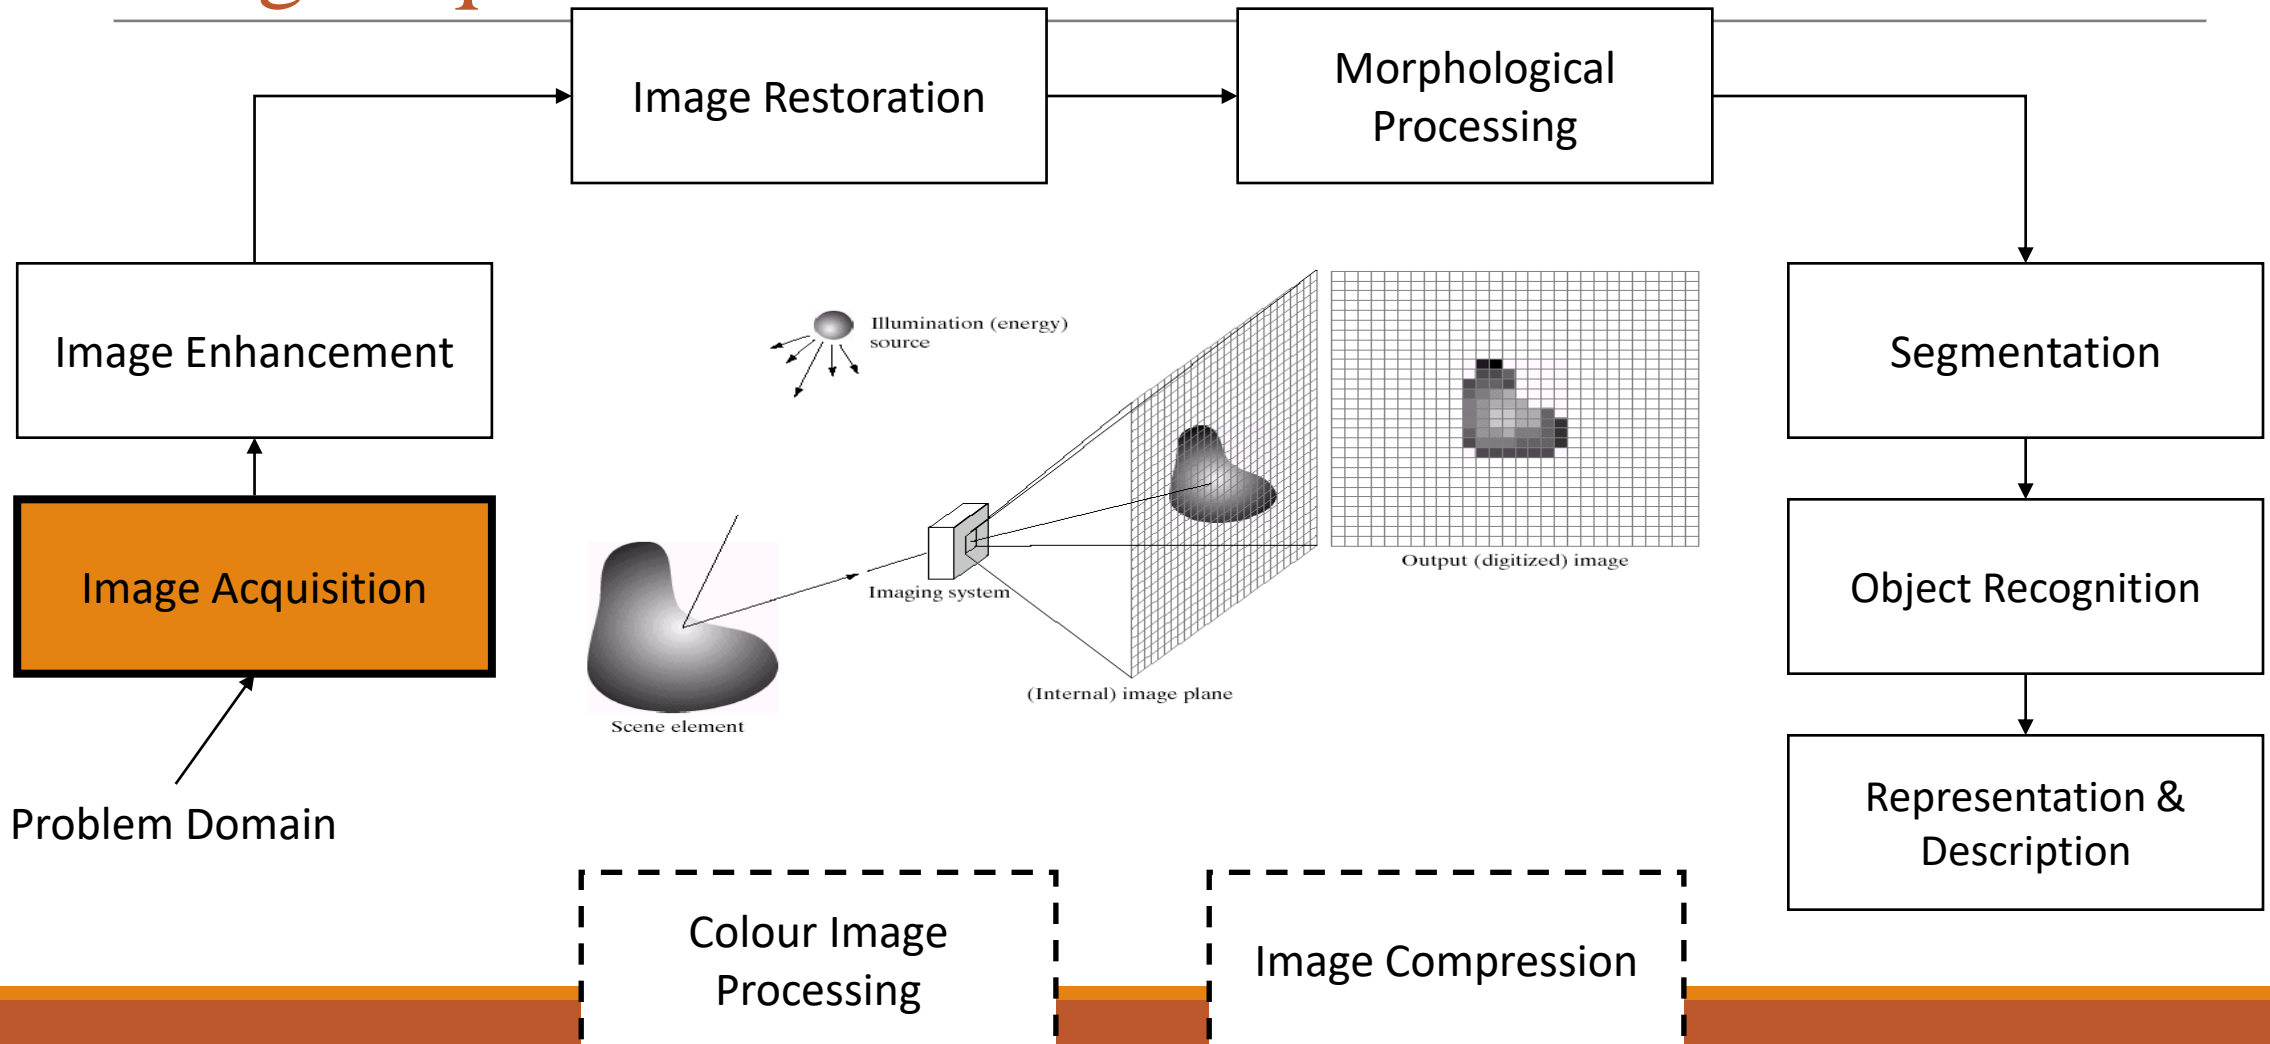 Image Restoration
Morphological
Processing
Image Enhancement
Illumination (energy)
source
Segmentation
Output (digitized) image
Image Acquisition
Imaging system
Object Recognition
(Internal) image plane
Scene element
Problem Domain
Representation &
Description
Colour Image
Processing
Image Compression